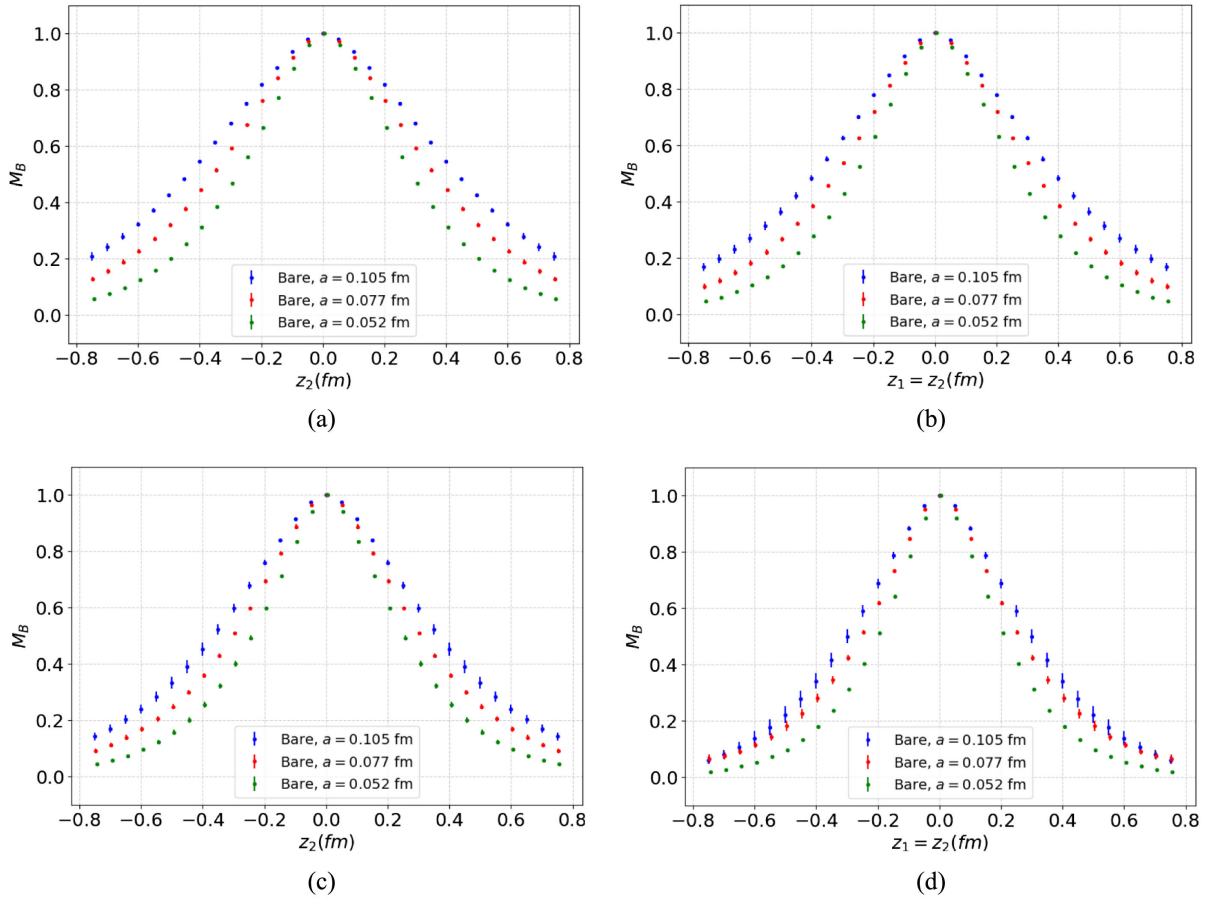 1.0
0.8
0.6
0.4
0.2
0.0
M_B
Bare, a = 0.105 fm
Bare, a = 0.077 fm
Bare, a = 0.052 fm
−0.8 −0.6 −0.4 −0.2 0.0 0.2 0.4 0.6 0.8
z₂(fm)
(a)
1.0
0.8
0.6
0.4
0.2
0.0
M_B
Bare, a = 0.105 fm
Bare, a = 0.077 fm
Bare, a = 0.052 fm
−0.8 −0.6 −0.4 −0.2 0.0 0.2 0.4 0.6 0.8
z₁ = z₂(fm)
(b)
1.0
0.8
0.6
0.4
0.2
0.0
M_B
Bare, a = 0.105 fm
Bare, a = 0.077 fm
Bare, a = 0.052 fm
−0.8 −0.6 −0.4 −0.2 0.0 0.2 0.4 0.6 0.8
z₂(fm)
(c)
1.0
0.8
0.6
0.4
0.2
0.0
M_B
Bare, a = 0.105 fm
Bare, a = 0.077 fm
Bare, a = 0.052 fm
−0.8 −0.6 −0.4 −0.2 0.0 0.2 0.4 0.6 0.8
z₁ = z₂(fm)
(d)